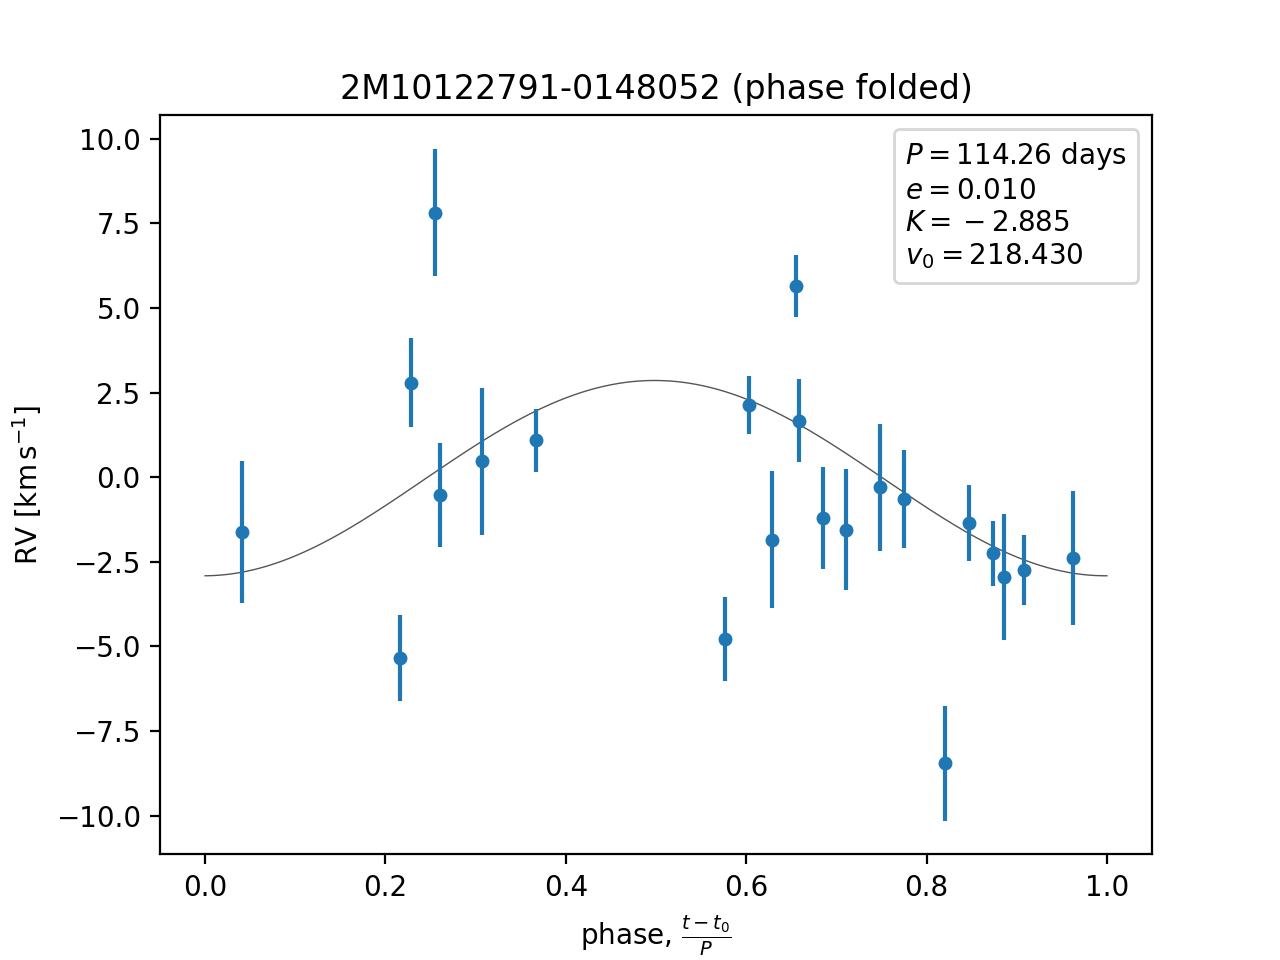 2M10122791-0148052 (phase folded)
P = 114.26 days
e = 0.010
K = −2.885
v₀ = 218.430
RV [km s⁻¹]
10.0
7.5
5.0
2.5
0.0
−2.5
−5.0
−7.5
−10.0
0.0 0.2 0.4 0.6 0.8 1.0
phase, (t − t₀)/P